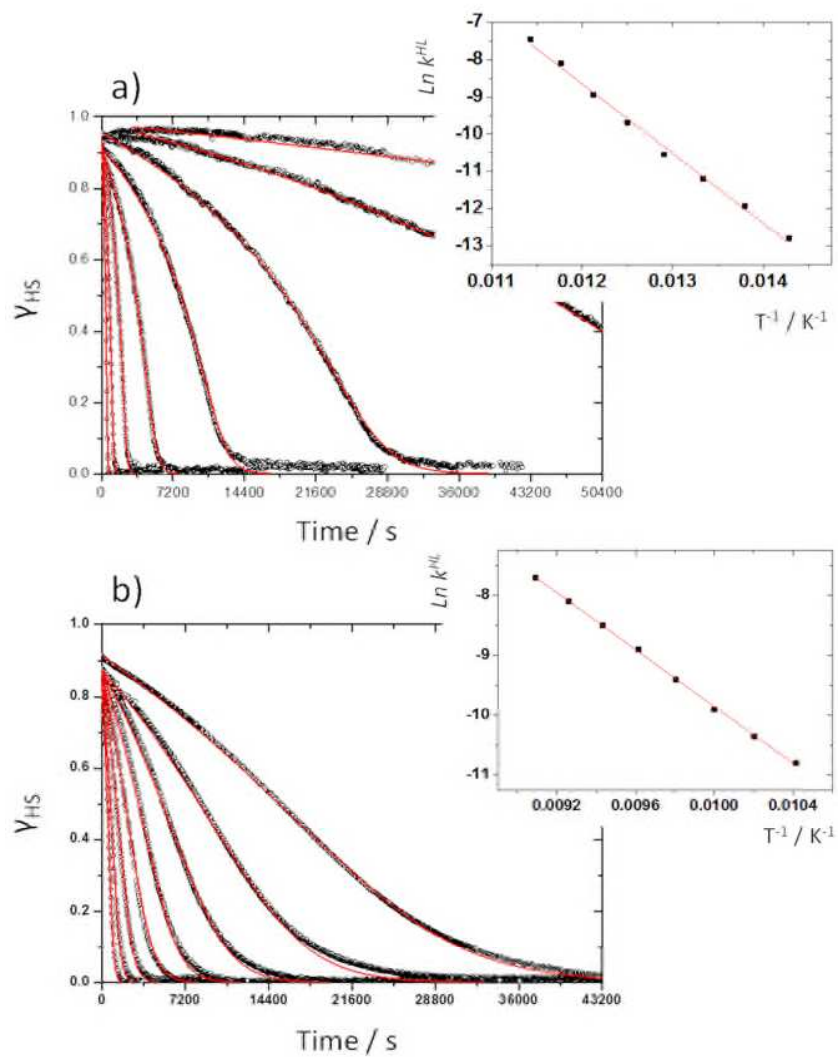 a)
Ln k^HL
-7
-8
-9
-10
-11
-12
-13
0.011 0.012 0.013 0.014
T⁻¹ / K⁻¹
γHS
1.0
0.8
0.6
0.4
0.2
0.0
0 7200 14400 21600 28800 36000 43200 50400
Time / s
b)
Ln k^HL
-8
-9
-10
-11
0.0092 0.0096 0.0100 0.0104
T⁻¹ / K⁻¹
γHS
1.0
0.8
0.6
0.4
0.2
0.0
0 7200 14400 21600 28800 36000 43200
Time / s